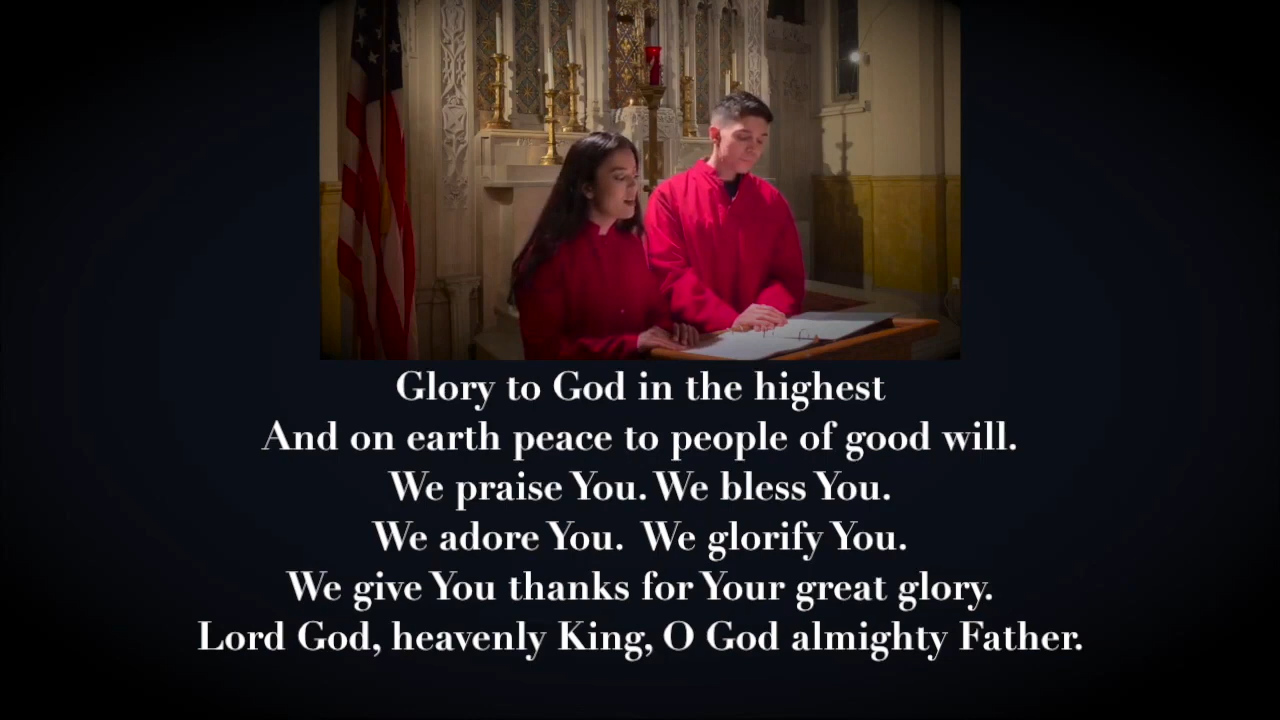 Glory to God in the highest
And on earth peace to people of good will.
We praise You. We bless You.
We adore You. We glorify You.
We give You thanks for Your great glory.
Lord God, heavenly King, O God almighty Father.